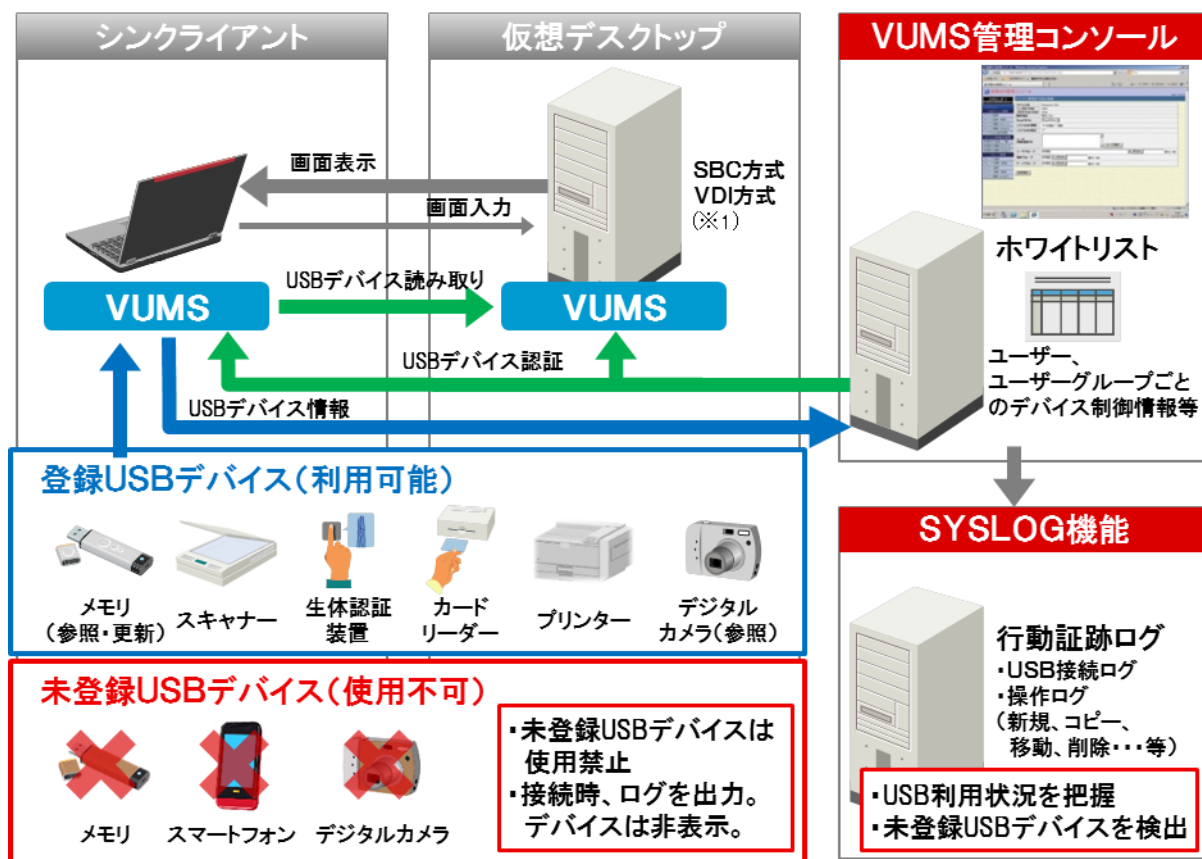 シンクライアント
仮想デスクトップ
VUMS管理コンソール
画面表示
画面入力
SBC方式
VDI方式
(※1)
ホワイトリスト
USBデバイス読み取り
VUMS
VUMS
USBデバイス認証
ユーザー、
ユーザーグループごと
のデバイス制御情報等
USBデバイス情報
登録USBデバイス(利用可能)
メモリ
(参照・更新)
スキャナー
生体認証
装置
カード
リーダー
プリンター
デジタル
カメラ(参照)
SYSLOG機能
行動証跡ログ
・USB接続ログ
・操作ログ
(新規、コピー、
移動、削除・・・等)
・USB利用状況を把握
・未登録USBデバイスを検出
未登録USBデバイス(使用不可)
メモリ
スマートフォン
デジタルカメラ
・未登録USBデバイスは
使用禁止
・接続時、ログを出力。
デバイスは非表示。